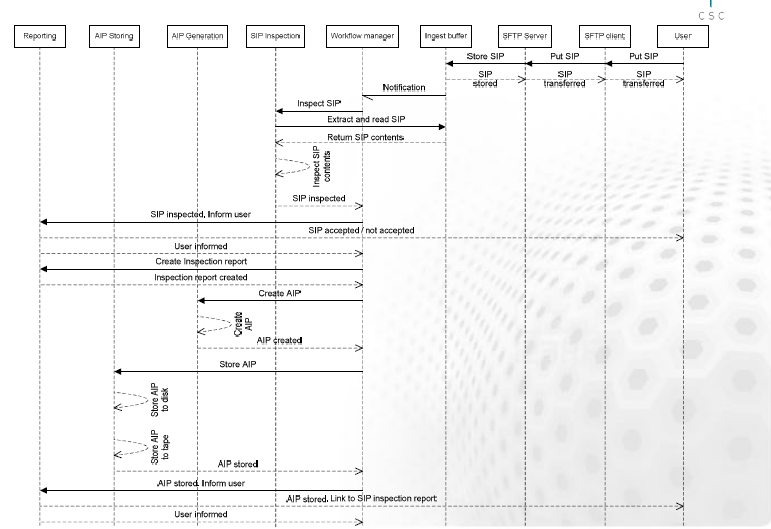 CSC
Reporting
AIP Storing
AIP Generation
SIP Inspection
Workflow manager
Ingest buffer
SFTP Server
SFTP client
User
Store SIP
Put SIP
Put SIP
SIP
stored
SIP
transferred
SIP
transferred
Notification
Inspect SIP
Extract and read SIP
Return SIP contents
Inspect SIP
contents
SIP inspected
SIP inspected, Inform user
SIP accepted / not accepted
User informed
Create Inspection report
Inspection report created
Create AIP
Create
AIP
AIP created
Store AIP
Store AIP
to disk
Store AIP
to tape
AIP stored
AIP stored, Inform user
AIP stored, Link to SIP inspection report
User informed